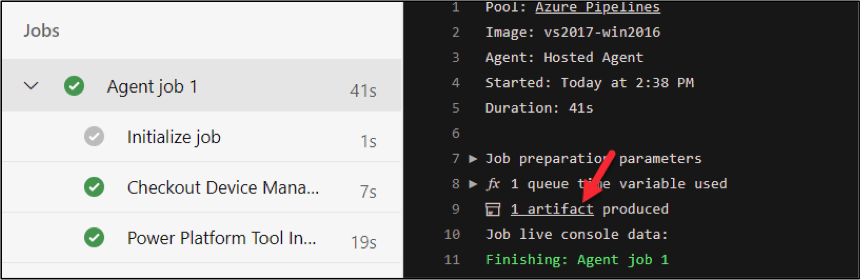 Jobs
Agent job 1 41s
Initialize job 1s
Checkout Device Mana... 7s
Power Platform Tool In... 19s
1 Pool: Azure Pipelines
2 Image: vs2017-win2016
3 Agent: Hosted Agent
4 Started: Today at 2:38 PM
5 Duration: 41s
6
7 Job preparation parameters
8 fx 1 queue time variable used
9 1 artifact produced
10 Job live console data:
11 Finishing: Agent job 1